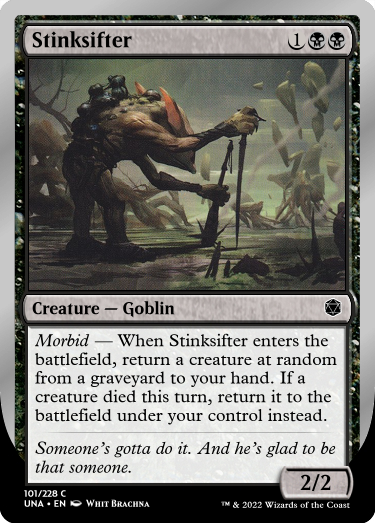 Stinksifter 1
Creature — Goblin
Morbid — When Stinksifter enters the
battlefield, return a creature at random
from a graveyard to your hand. If a
creature died this turn, return it to the
battlefield under your control instead.
Someone's gotta do it. And he's glad to
be that someone.
2/2
101/228 C
UNA • EN Whit Brachna
™ & 2022 Wizards of the Coast